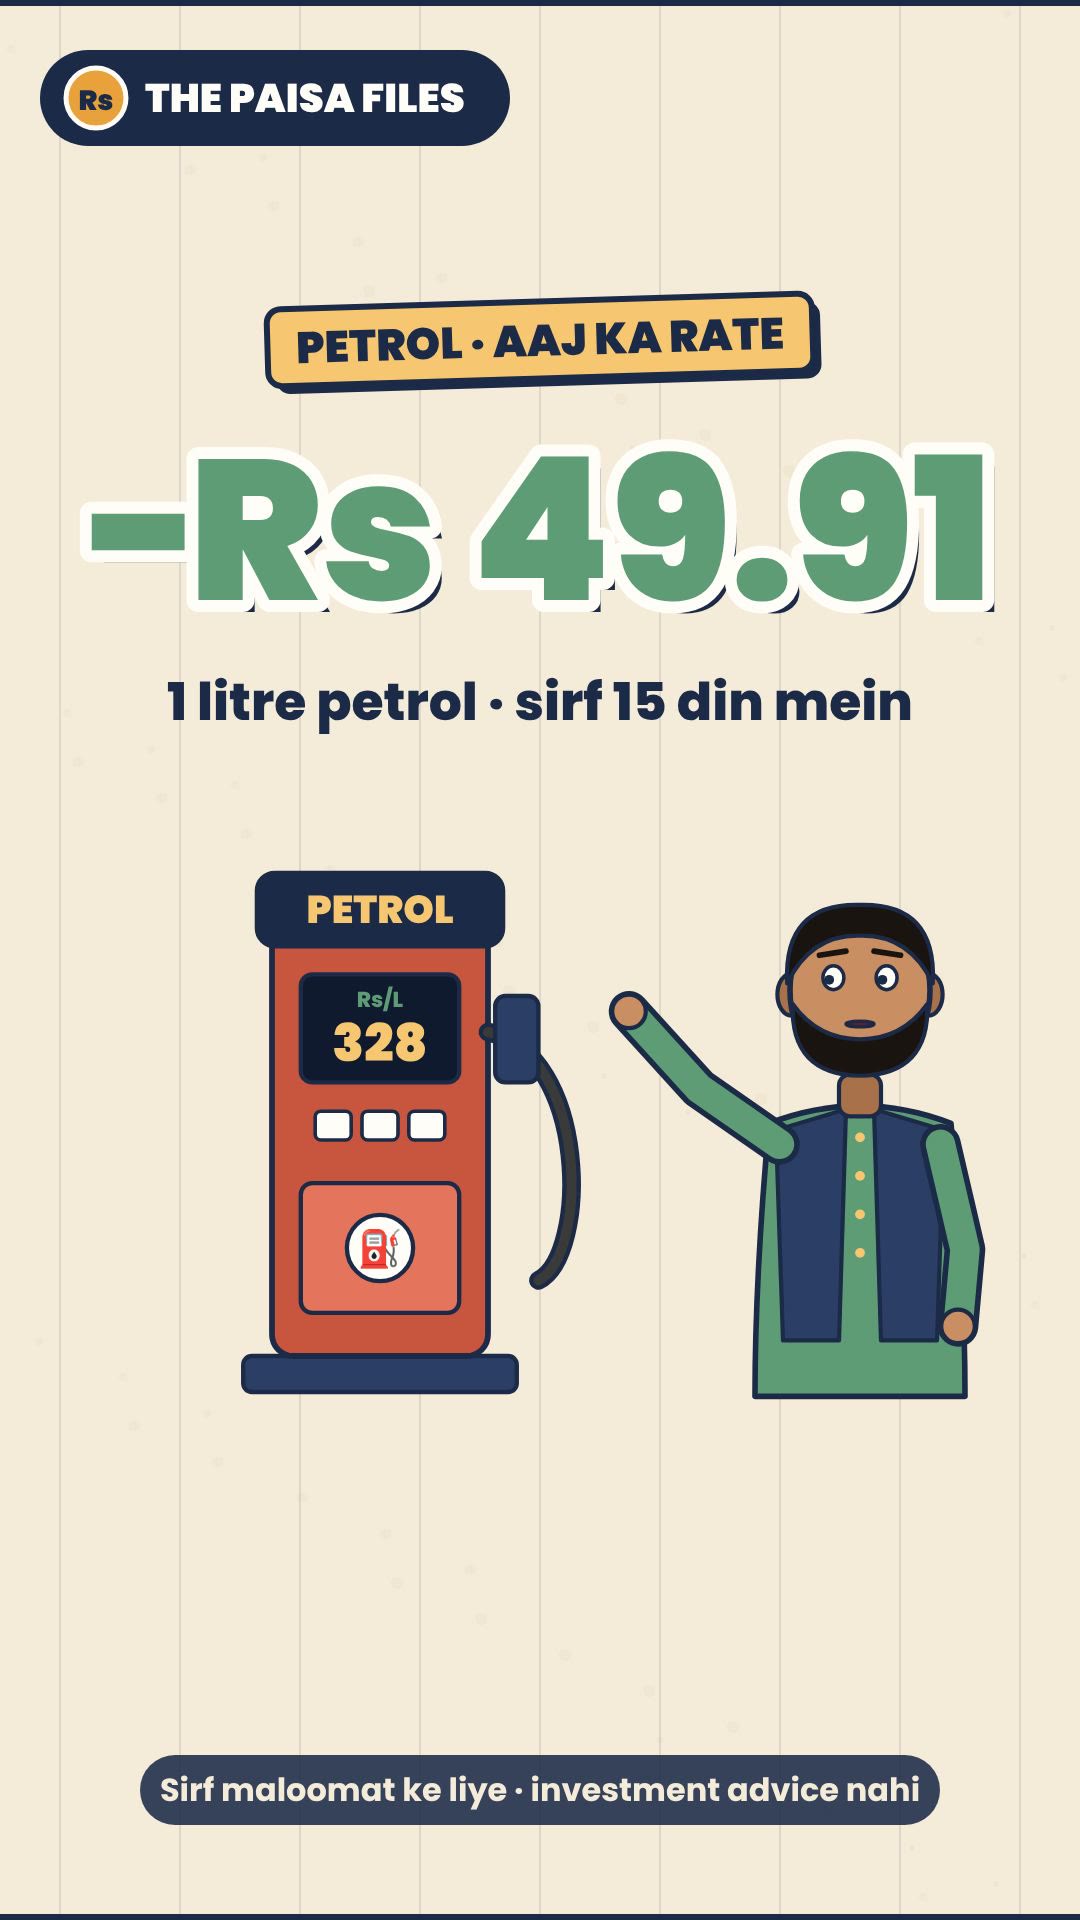 Rs THE PAISA FILES
PETROL · AAJ KA RATE
–Rs 49.91
1 litre petrol · sirf 15 din mein
PETROL
Rs/L
328
Sirf maloomat ke liye · investment advice nahi